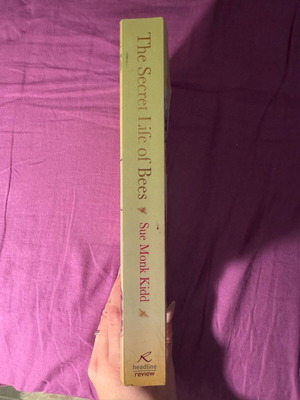 The Secret Life of Bees
Sue Monk Kidd
R
headline
review